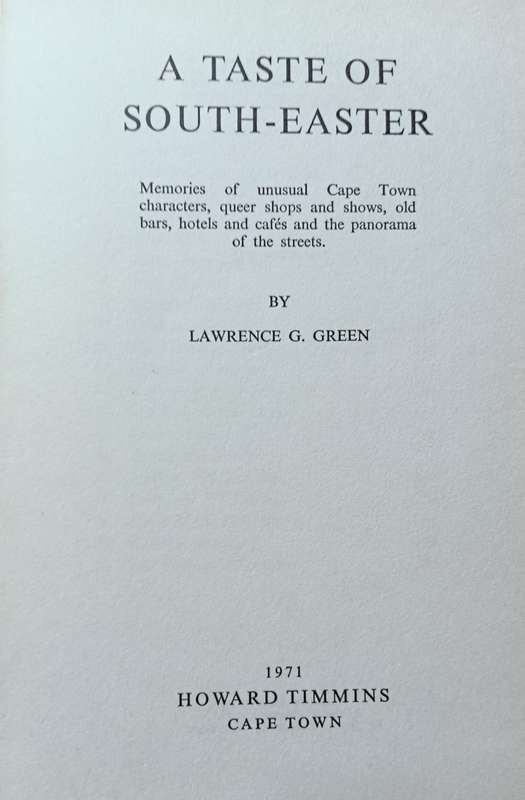 A TASTE OF
SOUTH-EASTER
Memories of unusual Cape Town
characters, queer shops and shows, old
bars, hotels and cafés and the panorama
of the streets.
BY
LAWRENCE G. GREEN
1971
HOWARD TIMMINS
CAPE TOWN